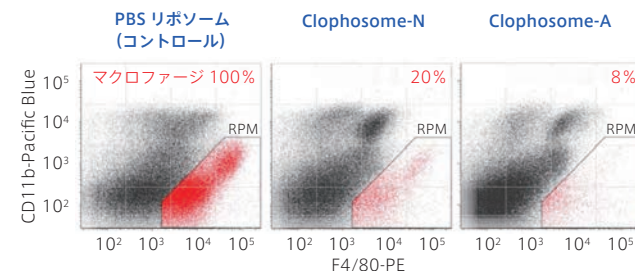 PBS リポソーム
(コントロール)
Clophosome-N
Clophosome-A
マクロファージ 100%
20%
8%
RPM
RPM
RPM
CD11b-Pacific Blue
10⁵
10⁴
10³
10²
10² 10³ 10⁴ 10⁵
10² 10³ 10⁴ 10⁵
10² 10³ 10⁴ 10⁵
F4/80-PE